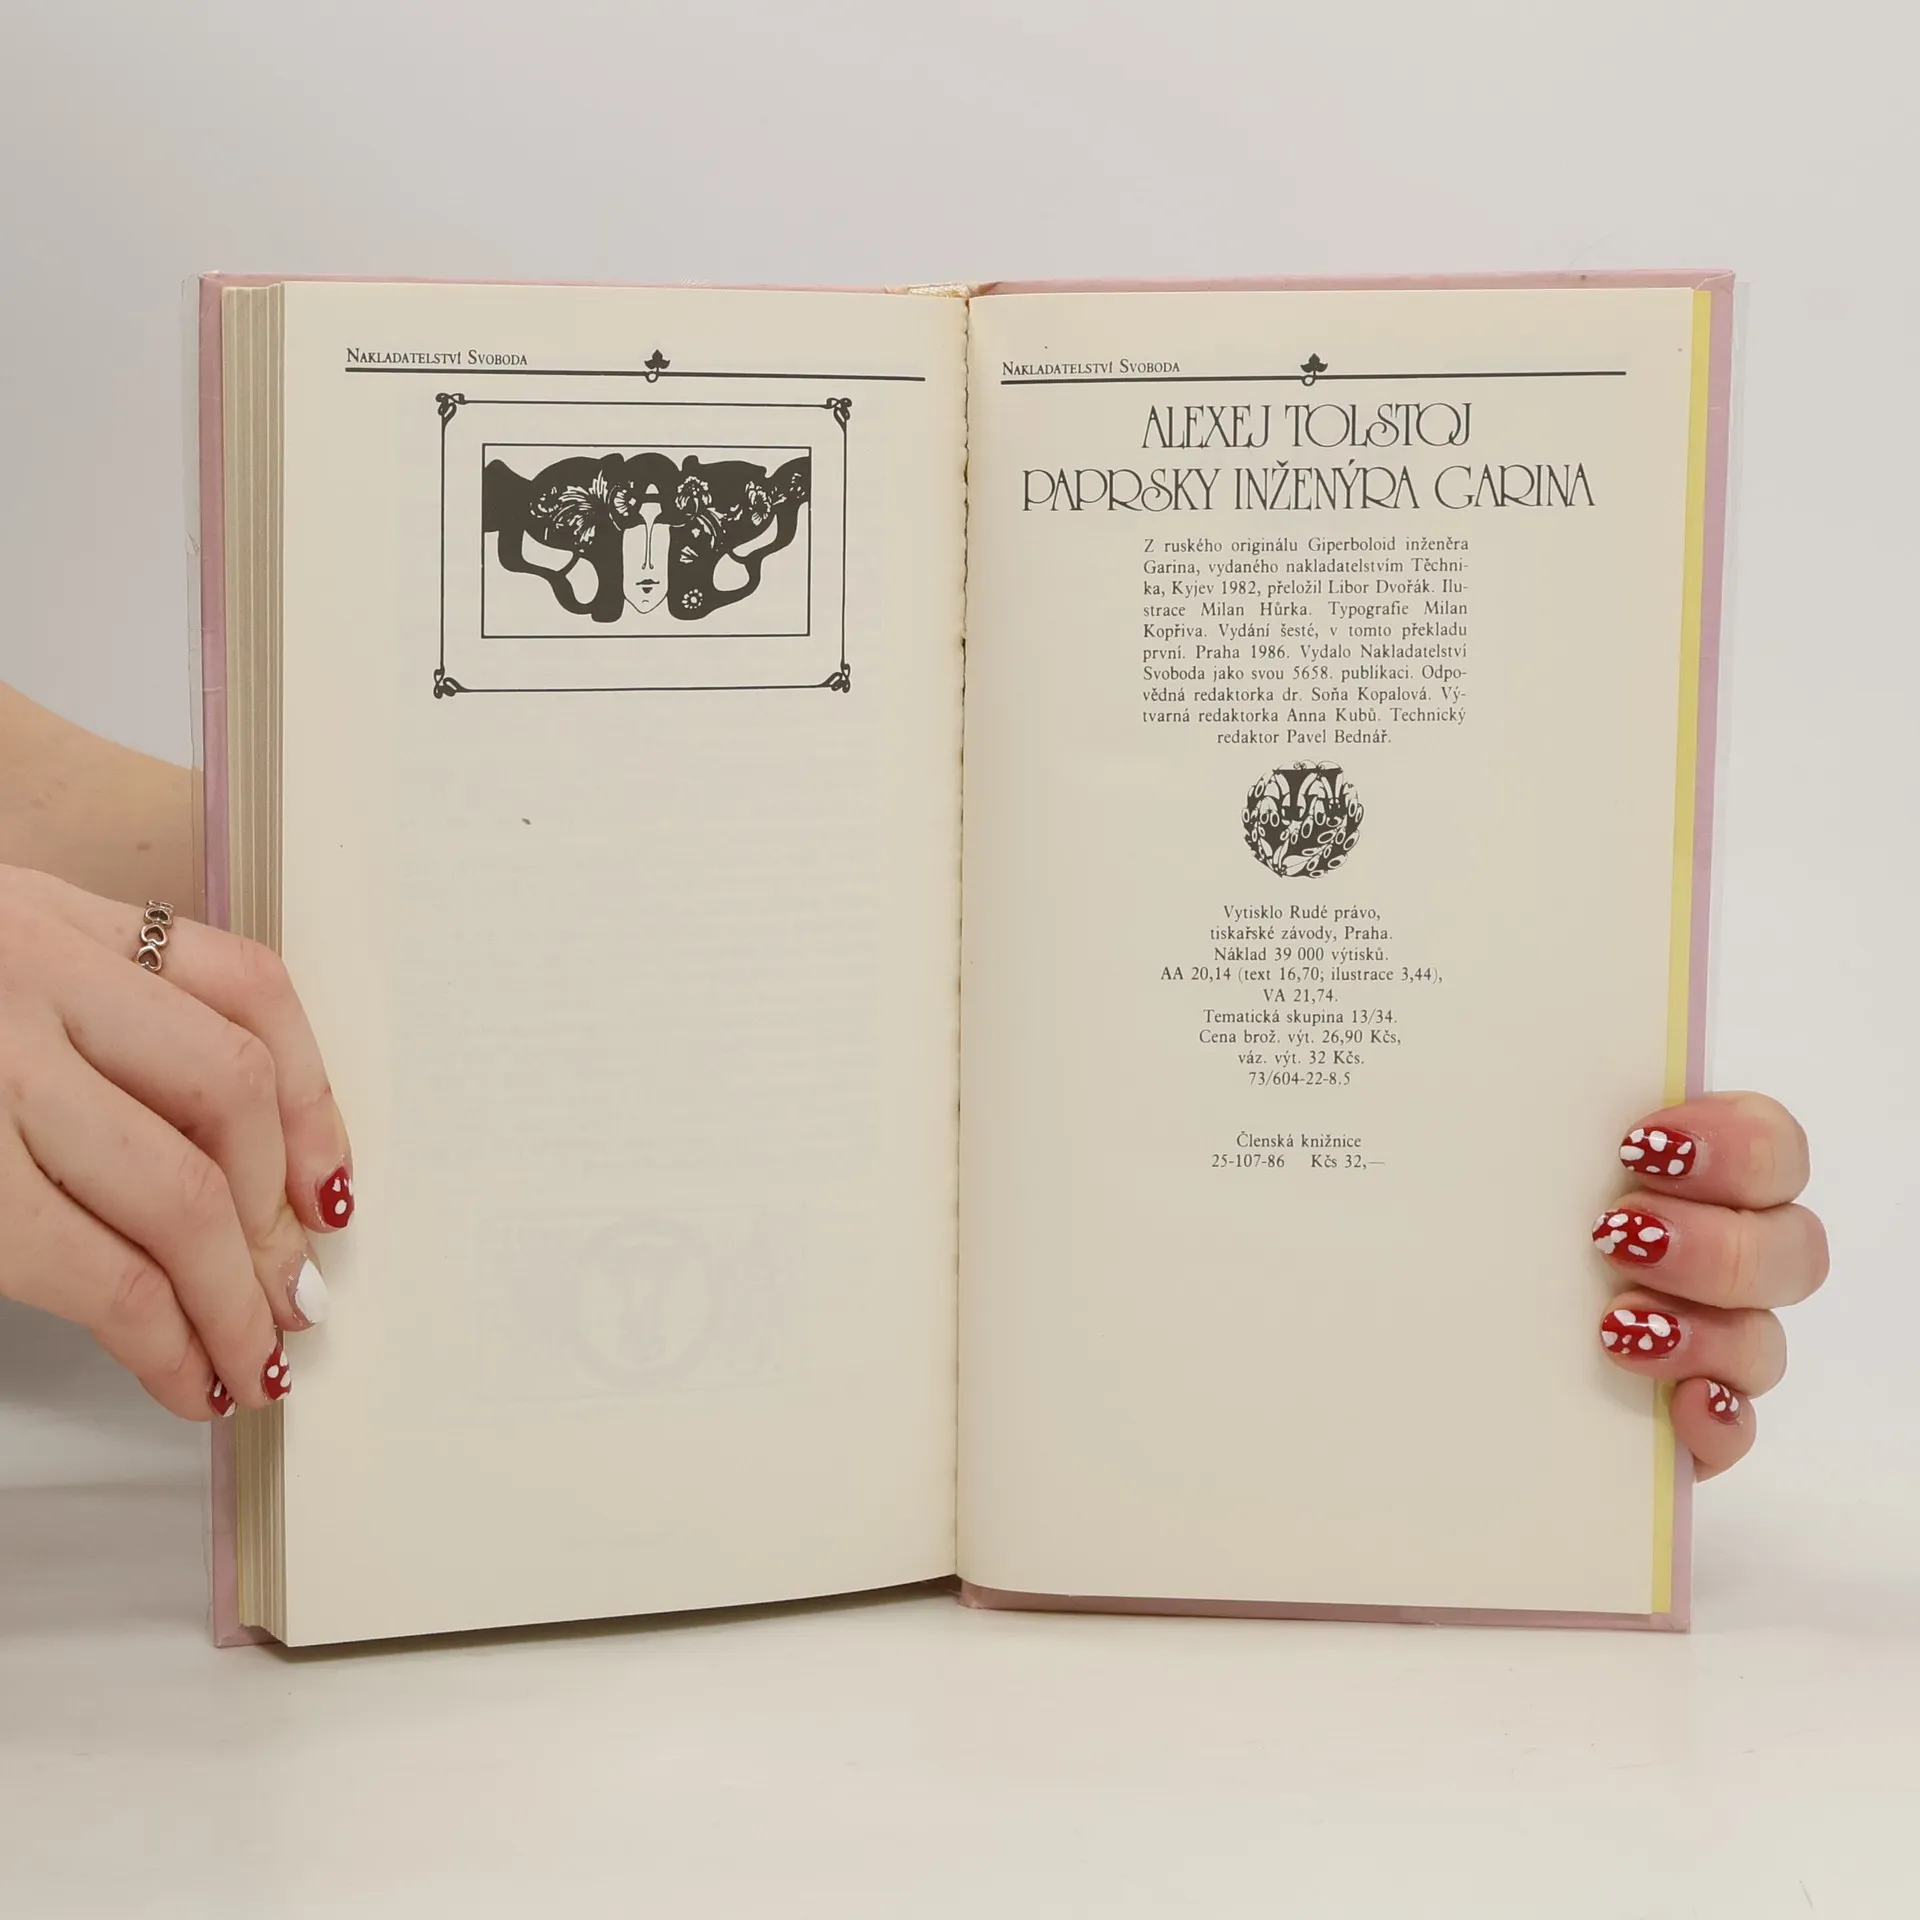 NAKLADATELSTVÍ SVOBODA
NAKLADATELSTVÍ SVOBODA
ALEXEJ TOLSTOJ
PAPRSKY INŽENÝRA GARINA
Z ruského originálu Giperboloid inženěra
Garina, vydaného nakladatelstvím Těchni-
ka, Kyjev 1982, přeložil Libor Dvořák. Ilu-
strace Milan Hůrka. Typografie Milan
Kopřiva. Vydání šesté, v tomto překladu
první. Praha 1986. Vydalo Nakladatelství
Svoboda jako svou 5658. publikaci. Odpo-
vědná redaktorka dr. Soňa Kopalová. Vý-
tvarná redaktorka Anna Kubů. Technický
redaktor Pavel Bednář.
Vytisklo Rudé právo,
tiskařské závody, Praha.
Náklad 39 000 výtisků.
AA 20,14 (text 16,70; ilustrace 3,44),
VA 21,74.
Tematická skupina 13/34.
Cena brož. výt. 26,90 Kčs,
váz. výt. 32 Kčs.
73/604-22-8.5
Členská knižnice
25-107-86 Kčs 32,—